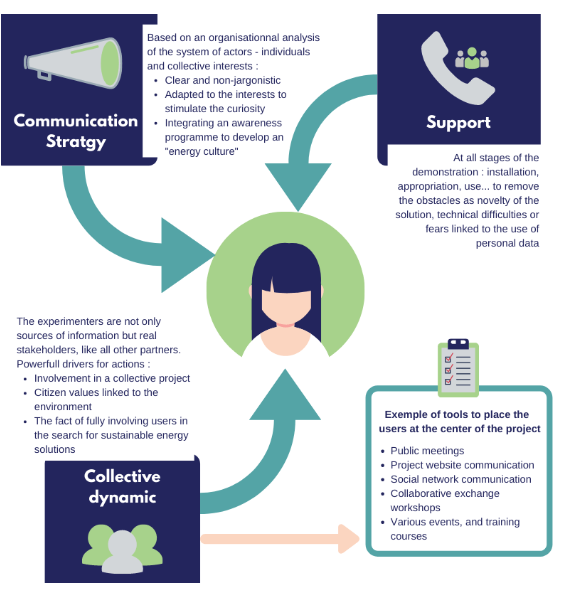 Communication
Stratgy
Based on an organisationnal analysis
of the system of actors - individuals
and collective interests :
• Clear and non-jargonistic
• Adapted to the interests to
stimulate the curiosity
• Integrating an awareness
programme to develop an
"energy culture"
Support
At all stages of the
demonstration : installation,
appropriation, use... to remove
the obstacles as novelty of the
solution, technical difficulties or
fears linked to the use of
personal data
The experimenters are not only
sources of information but real
stakeholders, like all other partners.
Powerfull drivers for actions :
• Involvement in a collective project
• Citizen values linked to the
environment
• The fact of fully involving users in
the search for sustainable energy
solutions
Collective
dynamic
Exemple of tools to place the
users at the center of the project
• Public meetings
• Project website communication
• Social network communication
• Collaborative exchange
workshops
• Various events, and training
courses